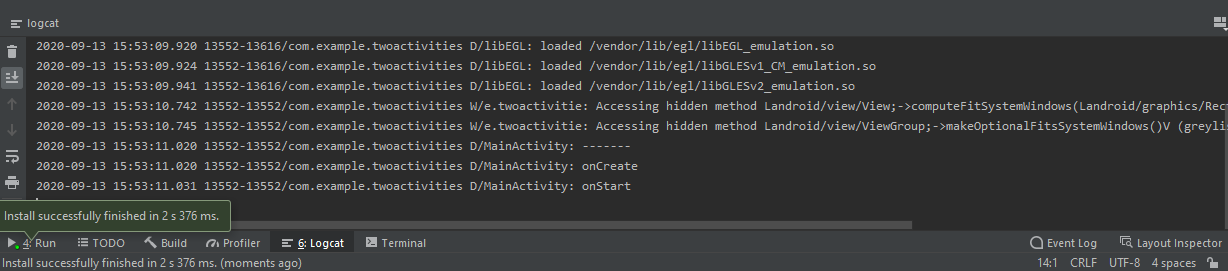 logcat
2020-09-13 15:53:09.920 13552-13616/com.example.twoactivities D/libEGL: loaded /vendor/lib/egl/libEGL_emulation.so
2020-09-13 15:53:09.924 13552-13616/com.example.twoactivities D/libEGL: loaded /vendor/lib/egl/libGLESv1_CM_emulation.so
2020-09-13 15:53:09.941 13552-13616/com.example.twoactivities D/libEGL: loaded /vendor/lib/egl/libGLESv2_emulation.so
2020-09-13 15:53:10.742 13552-13552/com.example.twoactivities W/e.twoactivitie: Accessing hidden method Landroid/view/View;->computeFitSystemWindows(Landroid/graphics/Rec
2020-09-13 15:53:10.745 13552-13552/com.example.twoactivities W/e.twoactivitie: Accessing hidden method Landroid/view/ViewGroup;->makeOptionalFitsSystemWindows()V (greylis
2020-09-13 15:53:11.020 13552-13552/com.example.twoactivities D/MainActivity: -------
2020-09-13 15:53:11.020 13552-13552/com.example.twoactivities D/MainActivity: onCreate
2020-09-13 15:53:11.031 13552-13552/com.example.twoactivities D/MainActivity: onStart
Install successfully finished in 2 s 376 ms.
4: Run TODO Build Profiler 6: Logcat Terminal Event Log Layout Inspector
Install successfully finished in 2 s 376 ms. (moments ago) 14:1 CRLF UTF-8 4 spaces